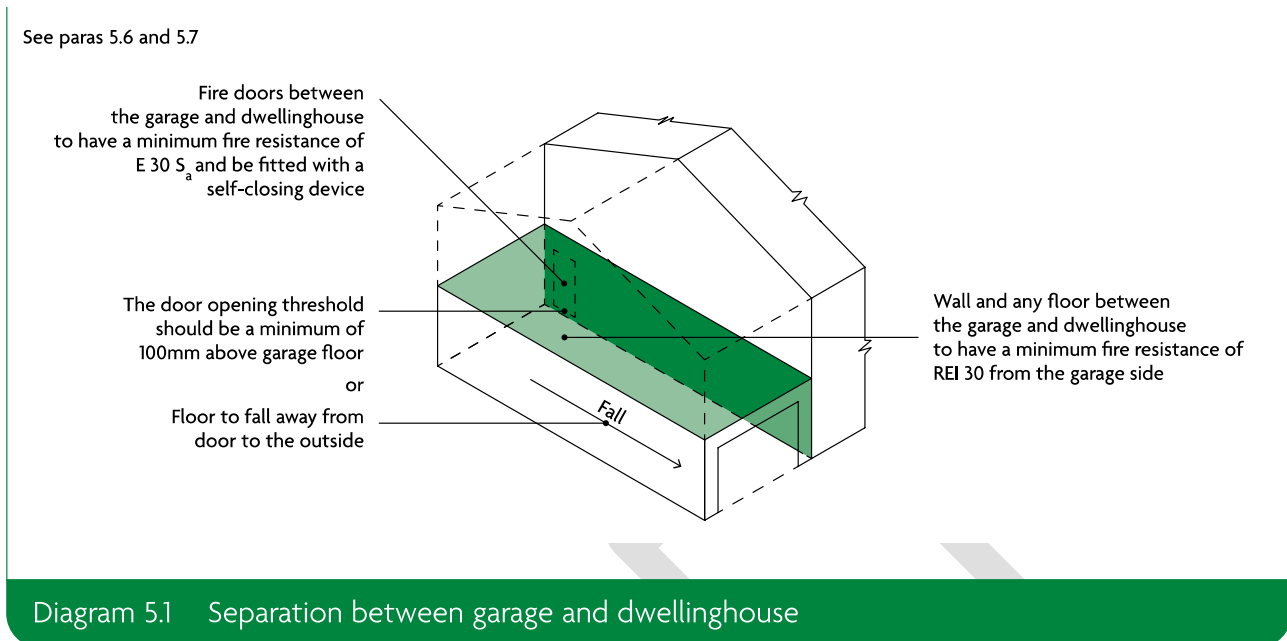 See paras 5.6 and 5.7
Fire doors between
the garage and dwellinghouse
to have a minimum fire resistance of
E 30 Sa and be fitted with a
self-closing device
The door opening threshold
should be a minimum of
100mm above garage floor
or
Floor to fall away from
door to the outside
Fall
Wall and any floor between
the garage and dwellinghouse
to have a minimum fire resistance of
REI 30 from the garage side
Diagram 5.1 Separation between garage and dwellinghouse